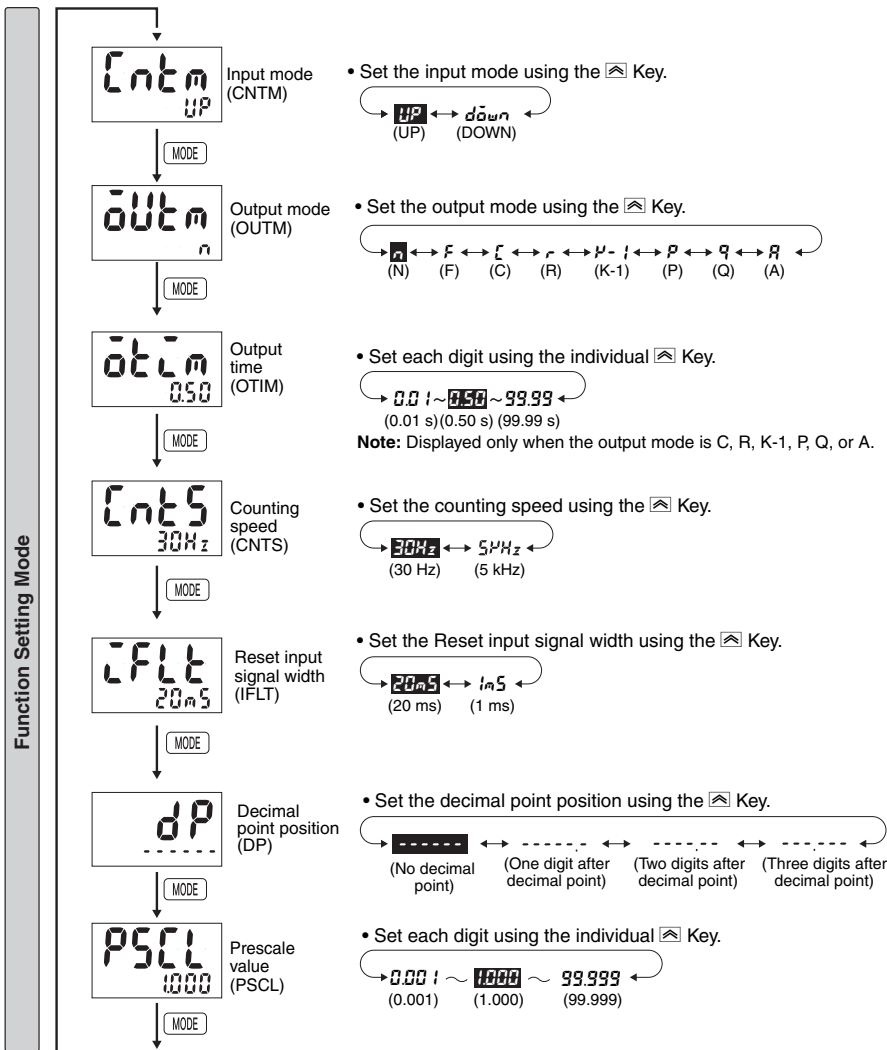 Function Setting Mode
Cntm
UP
Input mode
(CNTM)
• Set the input mode using the Key.
UP ↔ down
(UP) (DOWN)
MODE
oUtm
n
Output mode
(OUTM)
• Set the output mode using the Key.
n ↔ F ↔ C ↔ r ↔ K-1 ↔ P ↔ q ↔ A
(N) (F) (C) (R) (K-1) (P) (Q) (A)
MODE
otim
0.50
Output
time
(OTIM)
• Set each digit using the individual Key.
0.01~0.50~99.99
(0.01 s)(0.50 s) (99.99 s)
Note: Displayed only when the output mode is C, R, K-1, P, Q, or A.
MODE
CntS
30Hz
Counting
speed
(CNTS)
• Set the counting speed using the Key.
30Hz ↔ 5KHz
(30 Hz) (5 kHz)
MODE
iFLt
20mS
Reset input
signal width
(IFLT)
• Set the Reset input signal width using the Key.
20mS ↔ 1mS
(20 ms) (1 ms)
MODE
dP
------
Decimal
point position
(DP)
• Set the decimal point position using the Key.
------ ↔ -----.- ↔ ----.-- ↔ ---.---
(No decimal
point)
(One digit after
decimal point)
(Two digits after
decimal point)
(Three digits after
decimal point)
MODE
PSCL
1.000
Prescale
value
(PSCL)
• Set each digit using the individual Key.
0.001 ~ 1.000 ~ 99.999
(0.001) (1.000) (99.999)
MODE